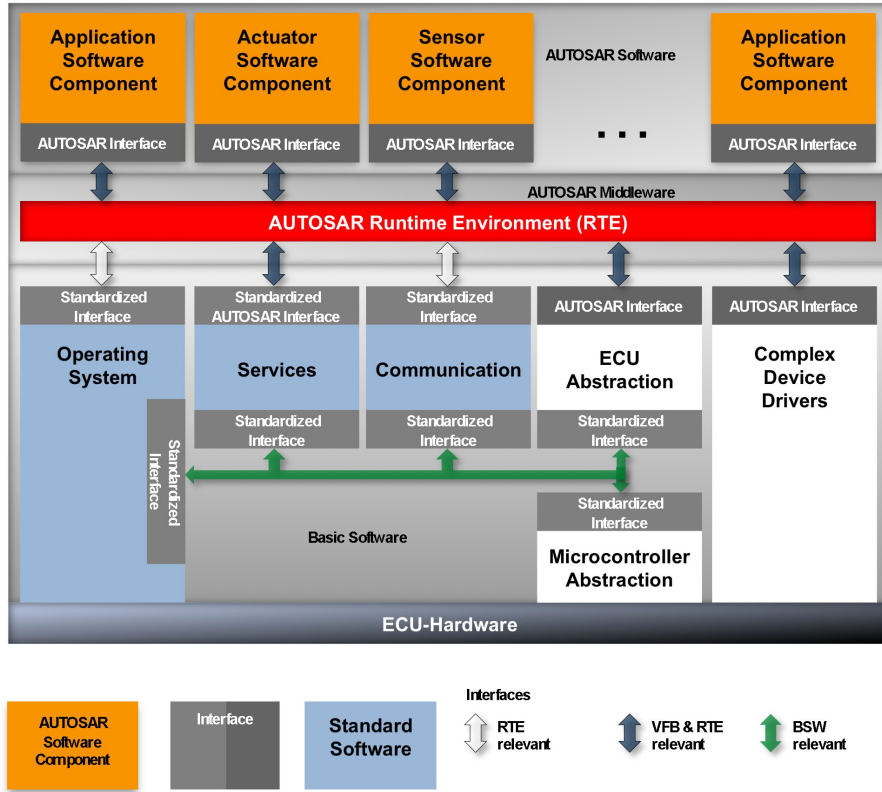 Application
Software
Component
Actuator
Software
Component
Sensor
Software
Component
AUTOSAR Software
Application
Software
Component
AUTOSAR Interface
AUTOSAR Interface
AUTOSAR Interface
...
AUTOSAR Interface
AUTOSAR Middleware
AUTOSAR Runtime Environment (RTE)
Standardized
Interface
Standardized
AUTOSAR Interface
Standardized
Interface
AUTOSAR Interface
AUTOSAR Interface
Operating
System
Services
Communication
ECU
Abstraction
Complex
Device
Drivers
Standardized
Interface
Standardized
Interface
Standardized
Interface
Standardized
Interface
Standardized
Interface
Basic Software
Microcontroller
Abstraction
ECU-Hardware
AUTOSAR
Software
Component
Interface
Standard
Software
Interfaces
RTE
relevant
VFB & RTE
relevant
BSW
relevant